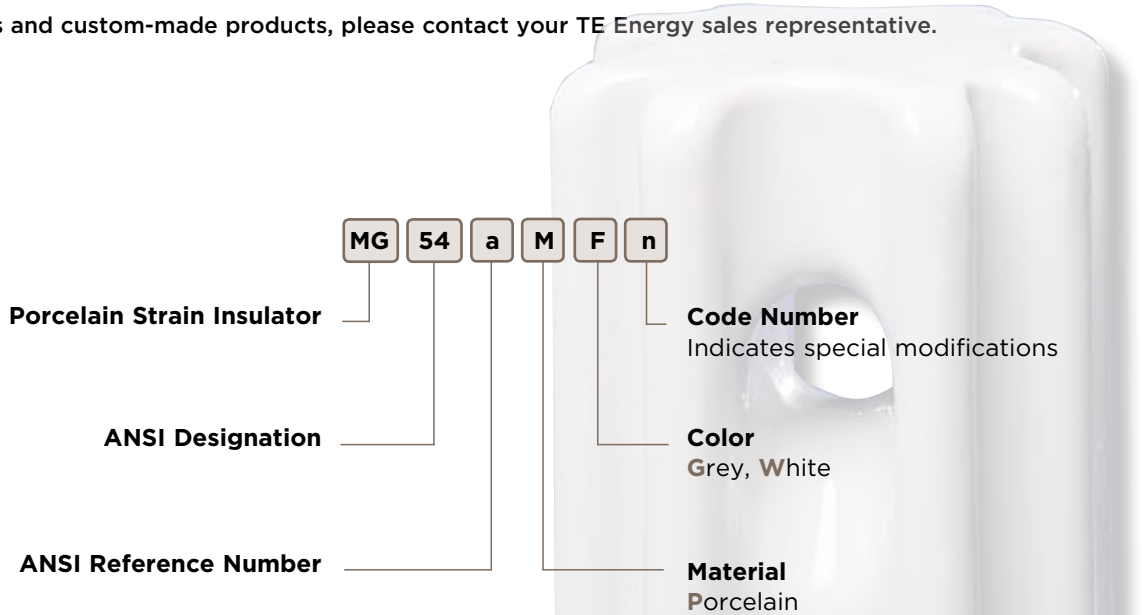 s and custom-made products, please contact your TE Energy sales representative.
MG 54 a M F n
Porcelain Strain Insulator
Code Number
Indicates special modifications
ANSI Designation
Color
Grey, White
ANSI Reference Number
Material
Porcelain